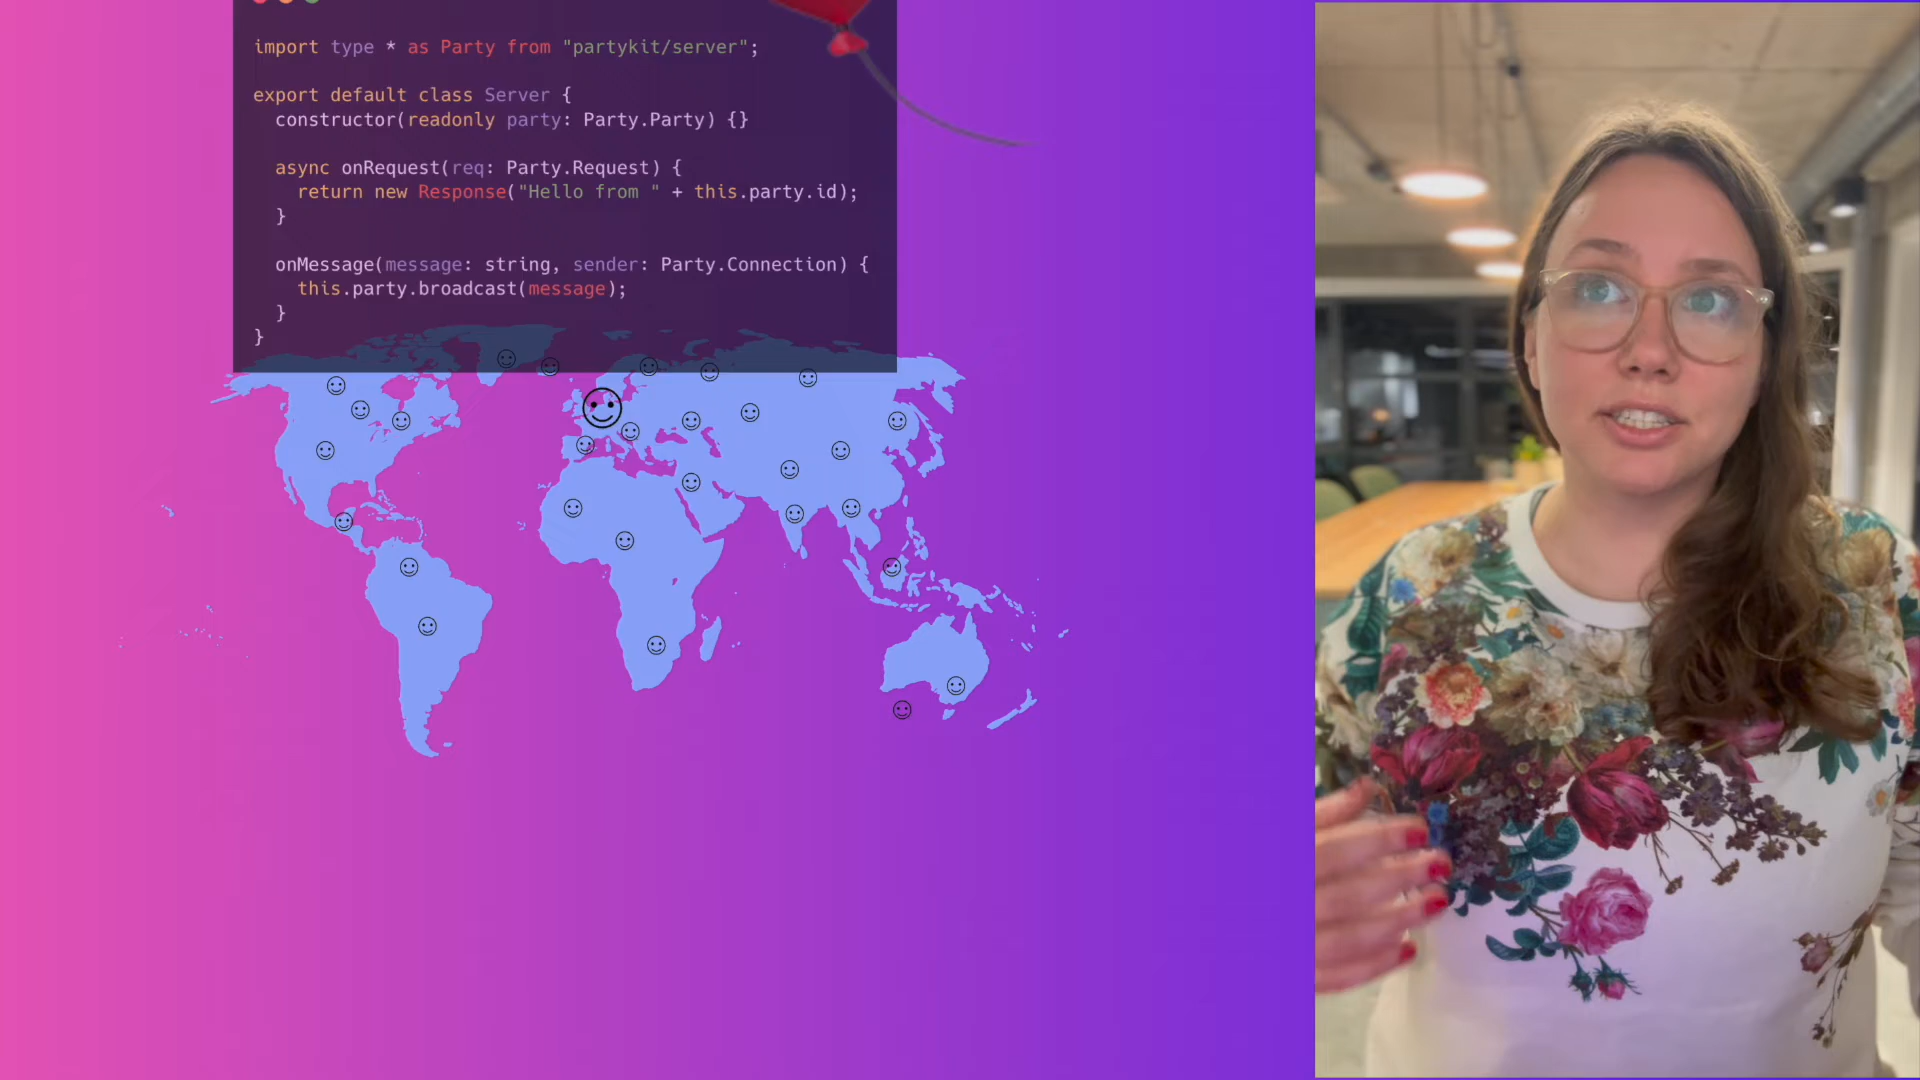 import type * as Party from "partykit/server";
export default class Server {
constructor(readonly party: Party.Party) {}
async onRequest(req: Party.Request) {
return new Response("Hello from " + this.party.id);
}
onMessage(message: string, sender: Party.Connection) {
this.party.broadcast(message);
}
}